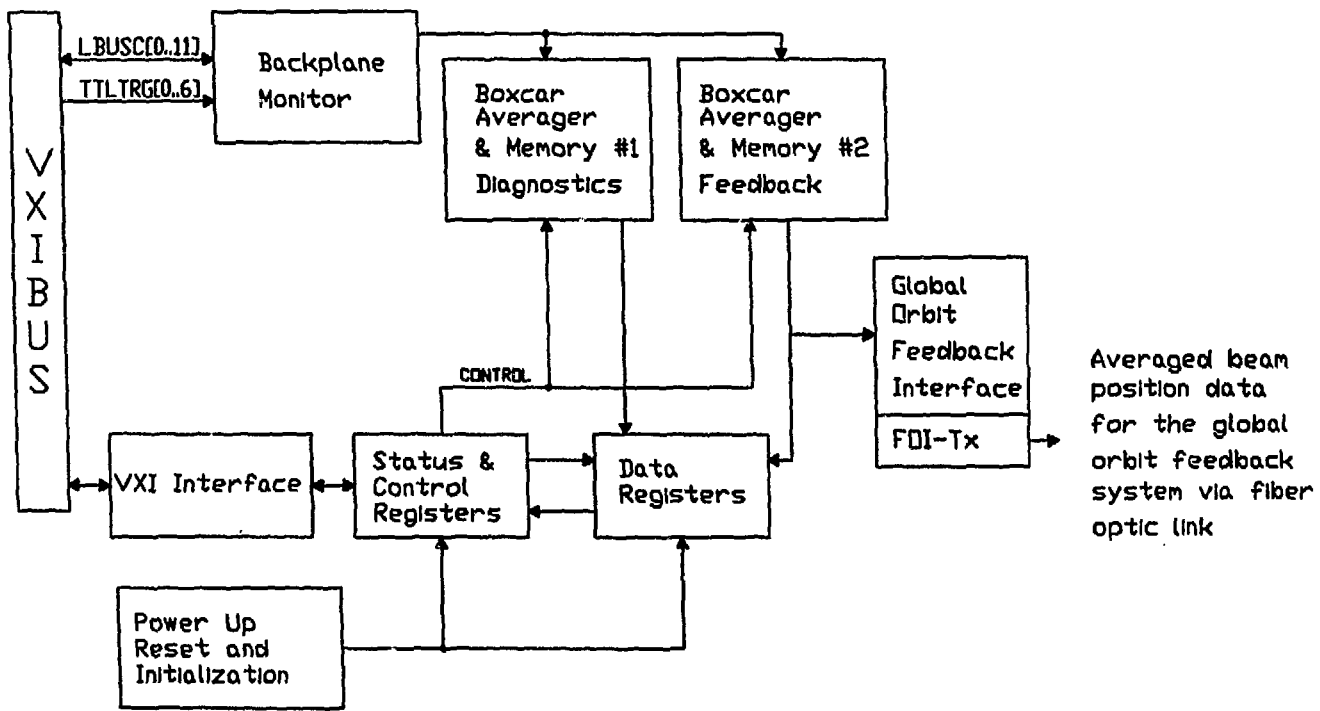 VXIBUS
LBUSC[0..11]
TTLTRG[0..6]
Backplane
Monitor
Boxcar
Averager
& Memory #1
Diagnostics
Boxcar
Averager
& Memory #2
Feedback
Global
Orbit
Feedback
Interface
FOI-Tx
Averaged beam
position data
for the global
orbit feedback
system via fiber
optic link
CONTROL
VXI Interface
Status &
Control
Registers
Data
Registers
Power Up
Reset and
Initialization